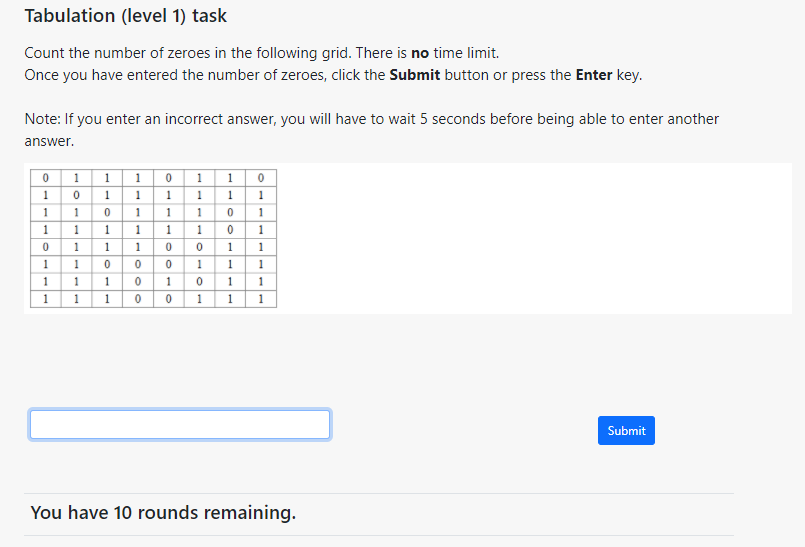 Tabulation (level 1) task
Count the number of zeroes in the following grid. There is no time limit.
Once you have entered the number of zeroes, click the Submit button or press the Enter key.
Note: If you enter an incorrect answer, you will have to wait 5 seconds before being able to enter another
answer.
0 1 1 1 0 1 1 0
1 0 1 1 1 1 1 1
1 1 0 1 1 1 0 1
1 1 1 1 1 1 0 1
0 1 1 1 0 0 1 1
1 1 0 0 0 1 1 1
1 1 1 0 1 0 1 1
1 1 1 0 0 1 1 1
Submit
You have 10 rounds remaining.